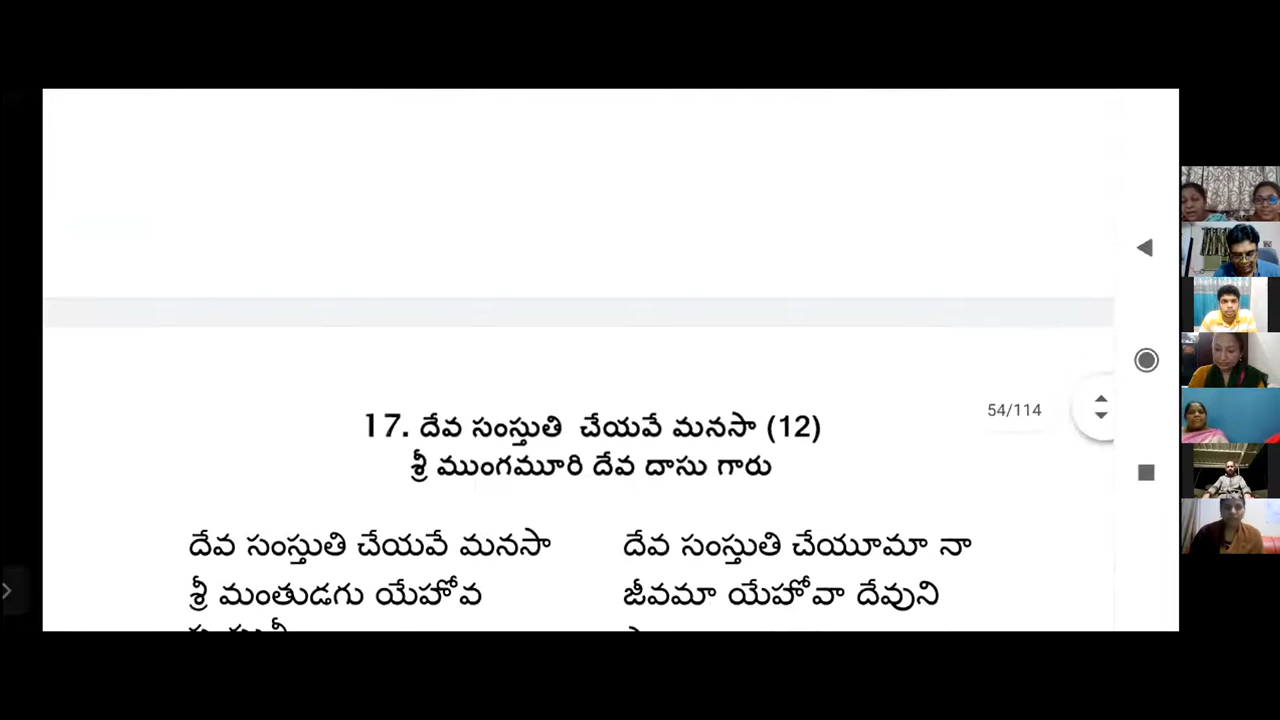 54/114
17. దేవ సంస్తుతి చేయవే మనసా (12)
శ్రీ ముంగమూరి దేవ దాసు గారు
దేవ సంస్తుతి చేయవే మనసా
శ్రీ మంతుడగు యేహోవ
దేవ సంస్తుతి చేయూమా నా
జీవమా యేహోవా దేవుని